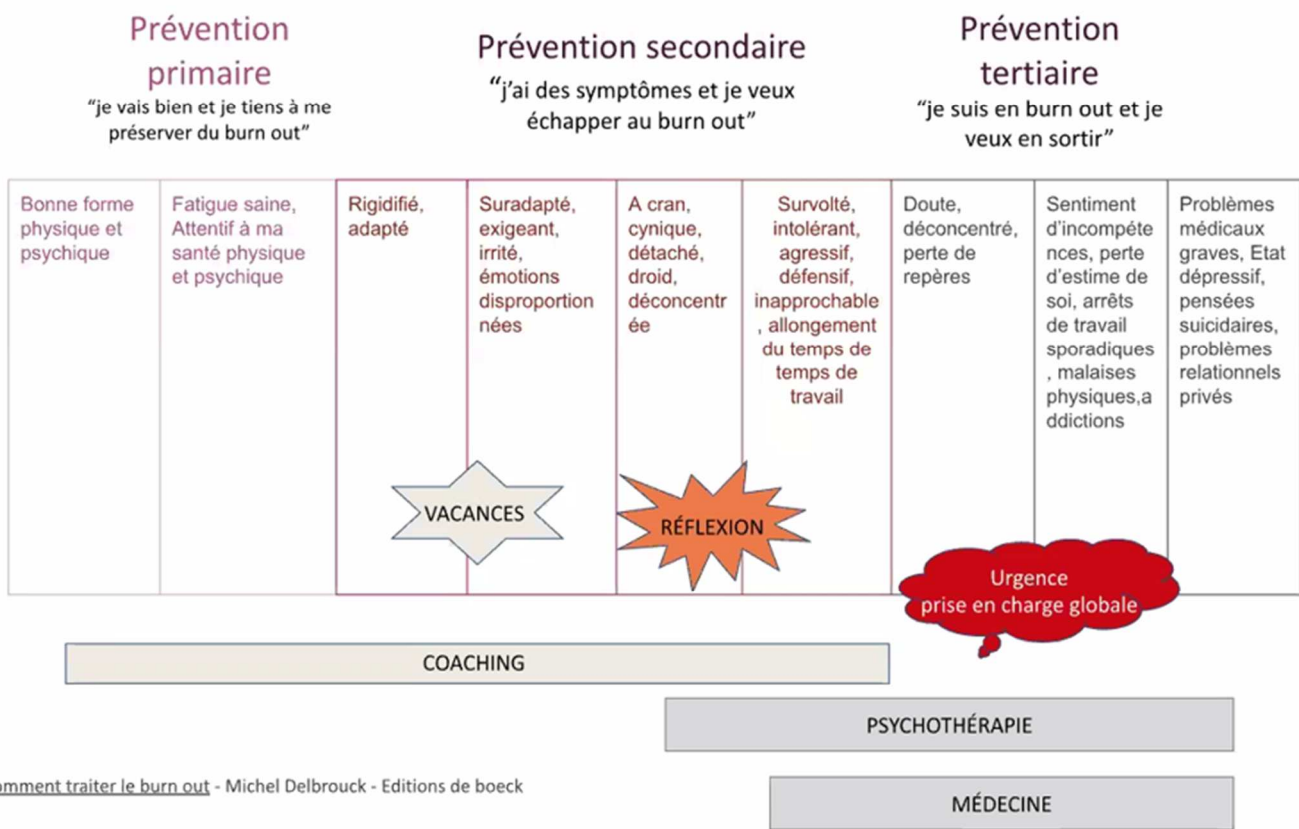 Prévention
primaire
“je vais bien et je tiens à me
préserver du burn out”
Prévention secondaire
“j’ai des symptômes et je veux
échapper au burn out”
Prévention
tertiaire
“je suis en burn out et je
veux en sortir”
Bonne forme
physique et
psychique
Fatigue saine,
Attentif à ma
santé physique
et psychique
Rigidifié,
adapté
Suradapté,
exigeant,
irrité,
émotions
disproportion
nées
A cran,
cynique,
détaché,
droid,
déconcentr
ée
Survolté,
intolérant,
agressif,
défensif,
inapprochable
, allongement
du temps de
temps de
travail
Doute,
déconcentré,
perte de
repères
Sentiment
d’incompéte
nces, perte
d’estime de
soi, arrêts
de travail
sporadiques
, malaises
physiques,a
ddictions
Problèmes
médicaux
graves, Etat
dépressif,
pensées
suicidaires,
problèmes
relationnels
privés
VACANCES
RÉFLEXION
Urgence
prise en charge globale
COACHING
PSYCHOTHÉRAPIE
MÉDECINE
omment traiter le burn out - Michel Delbrouck - Editions de boeck